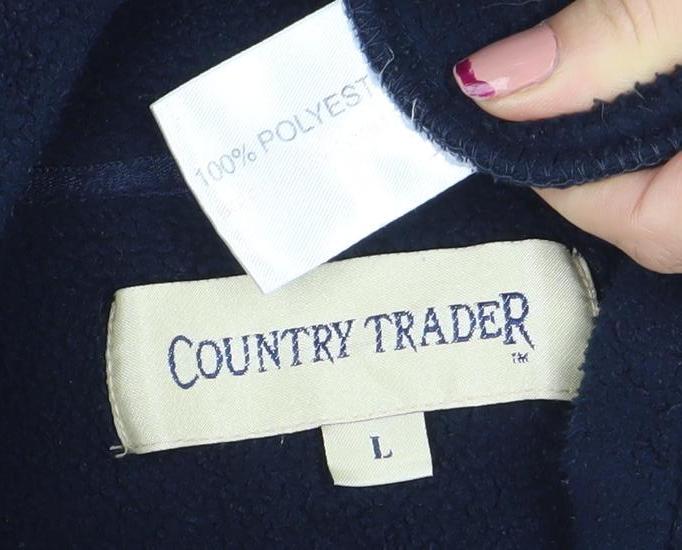 100% POLYEST
COUNTRY TRADER
TM
L